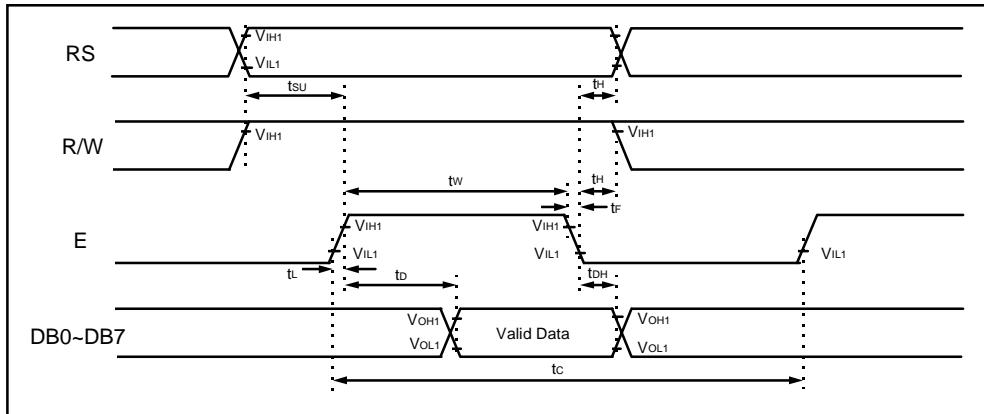 RS
VIH1
VIL1
tSU
tH
R/W
VIH1
VIH1
tW
tH
tF
E
VIH1
VIH1
VIL1
VIL1
VIL1
tL
tD
tDH
DB0~DB7
VOH1
Valid Data
VOH1
VOL1
VOL1
tC